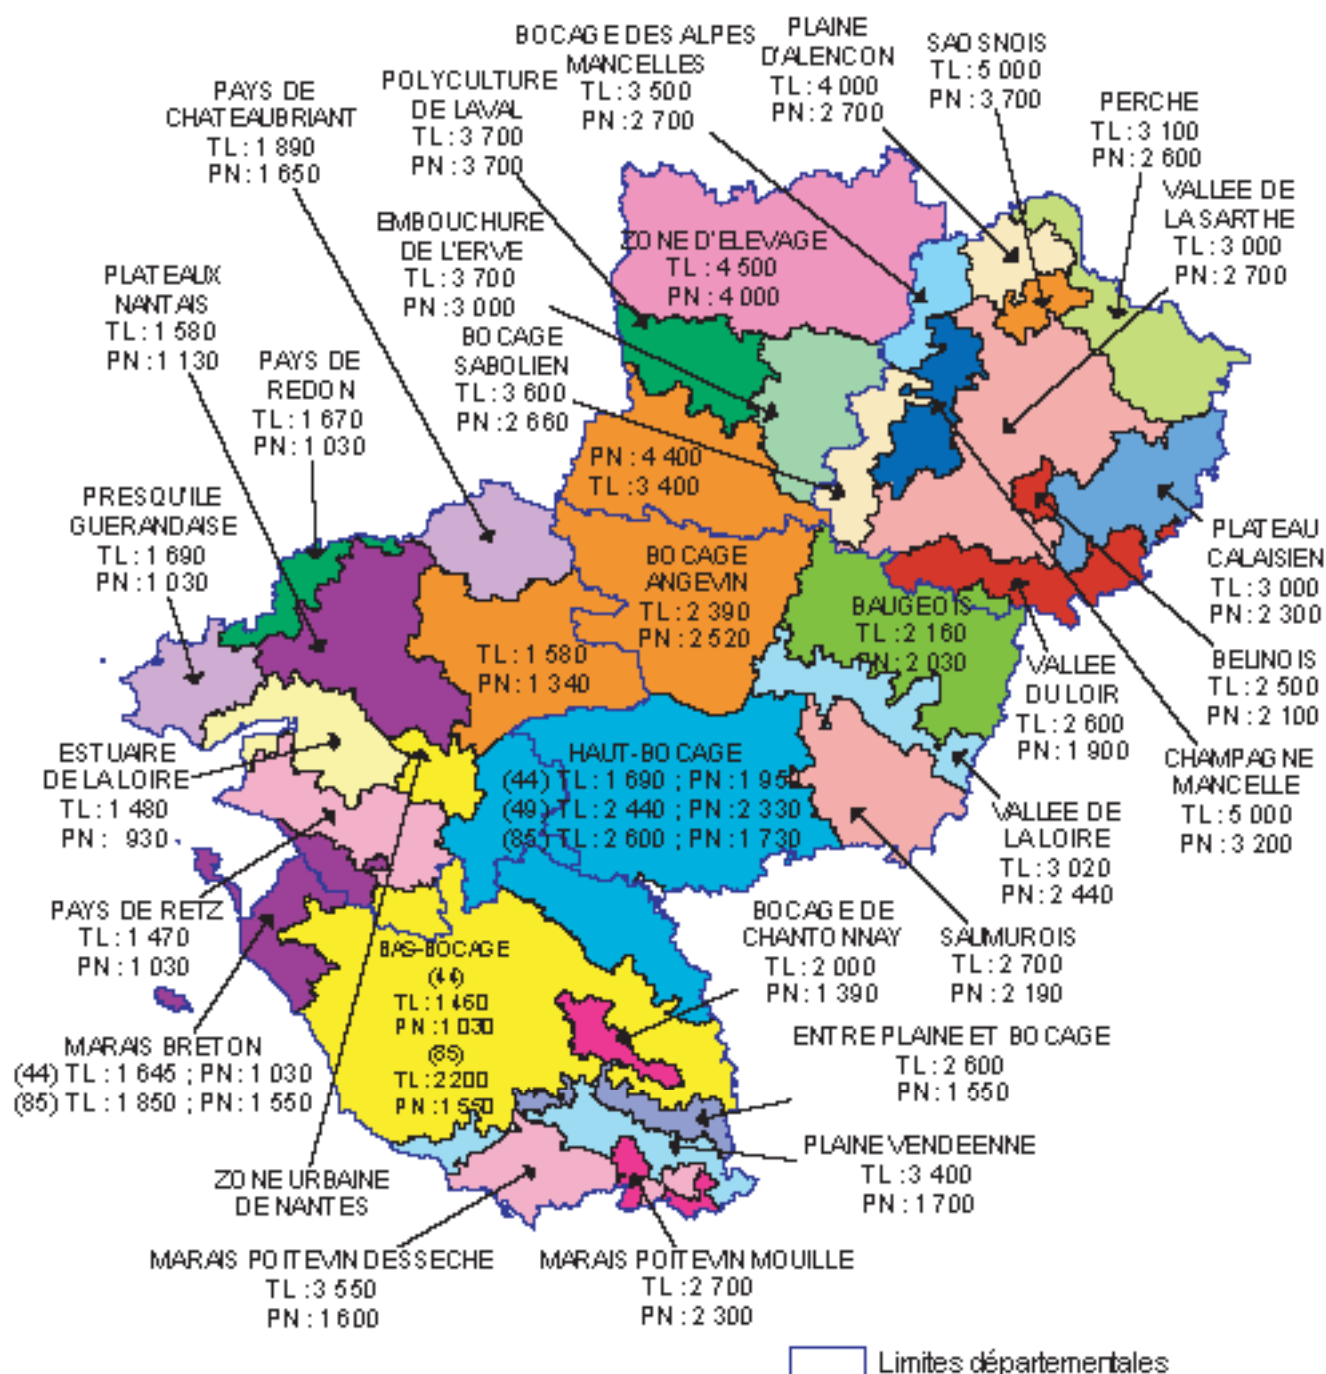 BOCAGE DES ALPES
MANCELLES
TL : 3 500
PN : 2 700
PLAINE
D'ALENCON
TL : 4 000
PN : 2 700
SAOSNOIS
TL : 5 000
PN : 3 700
PERCHE
TL : 3 100
PN : 2 600
PAYS DE
CHATEAUBRIANT
TL : 1 890
PN : 1 650
POLYCULTURE
DE LAVAL
TL : 3 700
PN : 3 700
VALLEE DE
LA SARTHE
TL : 3 000
PN : 2 700
EMBOUCHURE
DE L'ERVE
TL : 3 700
PN : 3 000
ZONE D'ELEVAGE
TL : 4 500
PN : 4 000
PLATEAUX
NANTAIS
TL : 1 580
PN : 1 130
BOCAGE
SABOLIEN
TL : 3 600
PN : 2 660
PAYS DE
REDON
TL : 1 670
PN : 1 030
PN : 4 400
TL : 3 400
PRESQU'ILE
GUERANDAISE
TL : 1 690
PN : 1 030
BOCAGE
ANGEVIN
TL : 2 390
PN : 2 520
PLATEAU
CALAISIEN
TL : 3 000
PN : 2 300
BAUGEOIS
TL : 2 160
PN : 2 030
TL : 1 580
PN : 1 340
VALLEE
DU LOIR
TL : 2 600
PN : 1 900
BELINOIS
TL : 2 500
PN : 2 100
ESTUAIRE
DE LA LOIRE
TL : 1 480
PN : 930
HAUT-BOCAGE
(44) TL : 1 690 ; PN : 1 950
(49) TL : 2 440 ; PN : 2 330
(85) TL : 2 600 ; PN : 1 730
CHAMPAGNE
MANCELLE
TL : 5 000
PN : 3 200
VALLEE DE
LA LOIRE
TL : 3 020
PN : 2 440
PAYS DE RETZ
TL : 1 470
PN : 1 030
BOCAGE DE
CHANTONNAY
TL : 2 000
PN : 1 390
SAUMUROIS
TL : 2 700
PN : 2 190
BAS-BOCAGE
(44)
TL : 1 460
PN : 1 030
(85)
TL : 2 200
PN : 1 550
MARAIS BRETON
(44) TL : 1 645 ; PN : 1 030
(85) TL : 1 850 ; PN : 1 550
ENTRE PLAINE ET BOCAGE
TL : 2 600
PN : 1 550
PLAINE VENDEENNE
TL : 3 400
PN : 1 700
ZONE URBAINE
DE NANTES
MARAIS POITEVIN DESSECHE
TL : 3 550
PN : 1 600
MARAIS POITEVIN MOUILLE
TL : 2 700
PN : 2 300
Limites départementales